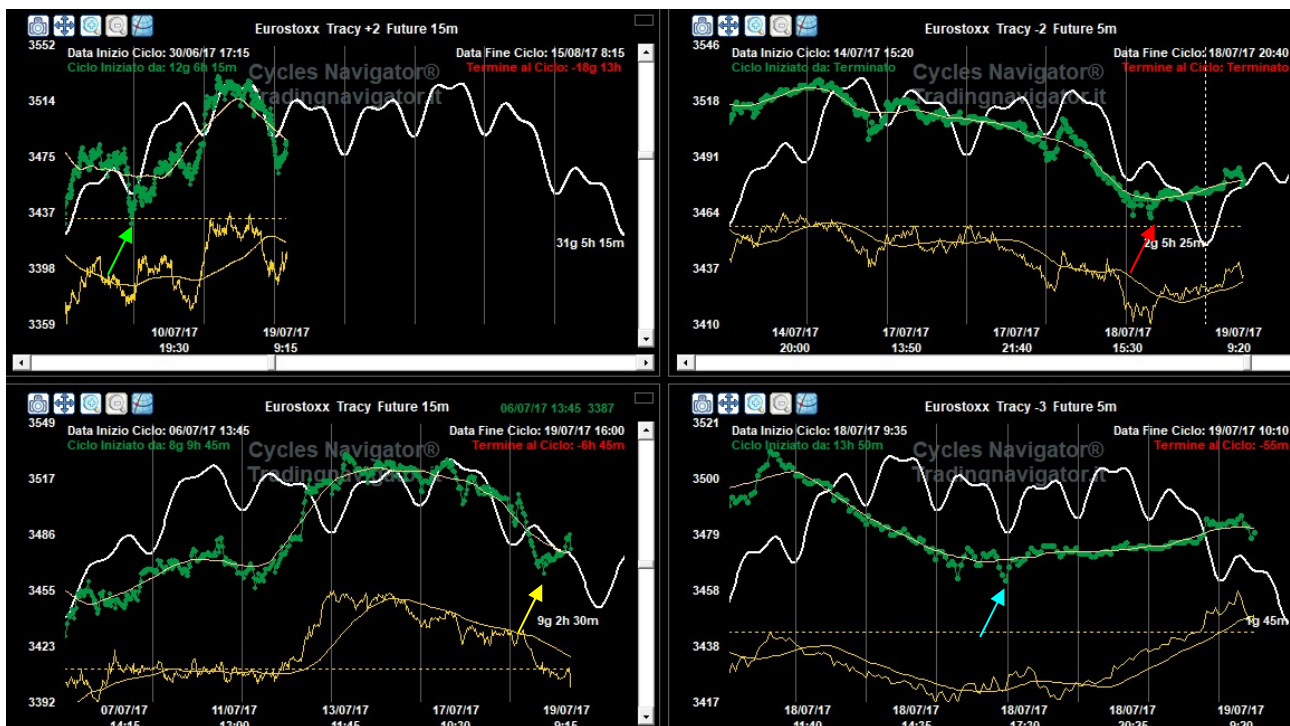 Eurostoxx Tracy +2 Future 15m
3552
Data Inizio Ciclo: 30/06/17 17:15 Data Fine Ciclo: 15/08/17 8:15
Ciclo Iniziato da: 12g 6h 15m Termine al Ciclo: -18g 13h
Cycles Navigator®
Tradingnavigator.it
3514
3475
3437
31g 5h 15m
3398
3359
10/07/17 19/07/17
19:30 9:15
Eurostoxx Tracy -2 Future 5m
3546
Data Inizio Ciclo: 14/07/17 15:20 Data Fine Ciclo: 18/07/17 20:40
Ciclo Iniziato da: Terminato Termine al Ciclo: Terminato
Cycles Navigator®
Tradingnavigator.it
3518
3491
3464
2g 5h 25m
3437
3410
14/07/17 17/07/17 17/07/17 18/07/17 19/07/17
20:00 13:50 21:40 15:30 9:20
Eurostoxx Tracy Future 15m 06/07/17 13:45 3387
3549
Data Inizio Ciclo: 06/07/17 13:45 Data Fine Ciclo: 19/07/17 16:00
Ciclo Iniziato da: 8g 9h 45m Termine al Ciclo: -6h 45m
Cycles Navigator®
Tradingnavigator.it
3517
3486
3455
9g 2h 30m
3423
3392
07/07/17 11/07/17 13/07/17 17/07/17 19/07/17
14:15 13:00 11:45 10:30 9:15
Eurostoxx Tracy -3 Future 5m
3521
Data Inizio Ciclo: 18/07/17 9:35 Data Fine Ciclo: 19/07/17 10:10
Ciclo Iniziato da: 13h 50m Termine al Ciclo: -55m
Cycles Navigator®
Tradingnavigator.it
3500
3479
3458
1g 45m
3438
3417
18/07/17 18/07/17 18/07/17 18/07/17 19/07/17
11:40 14:35 17:30 20:25 9:20